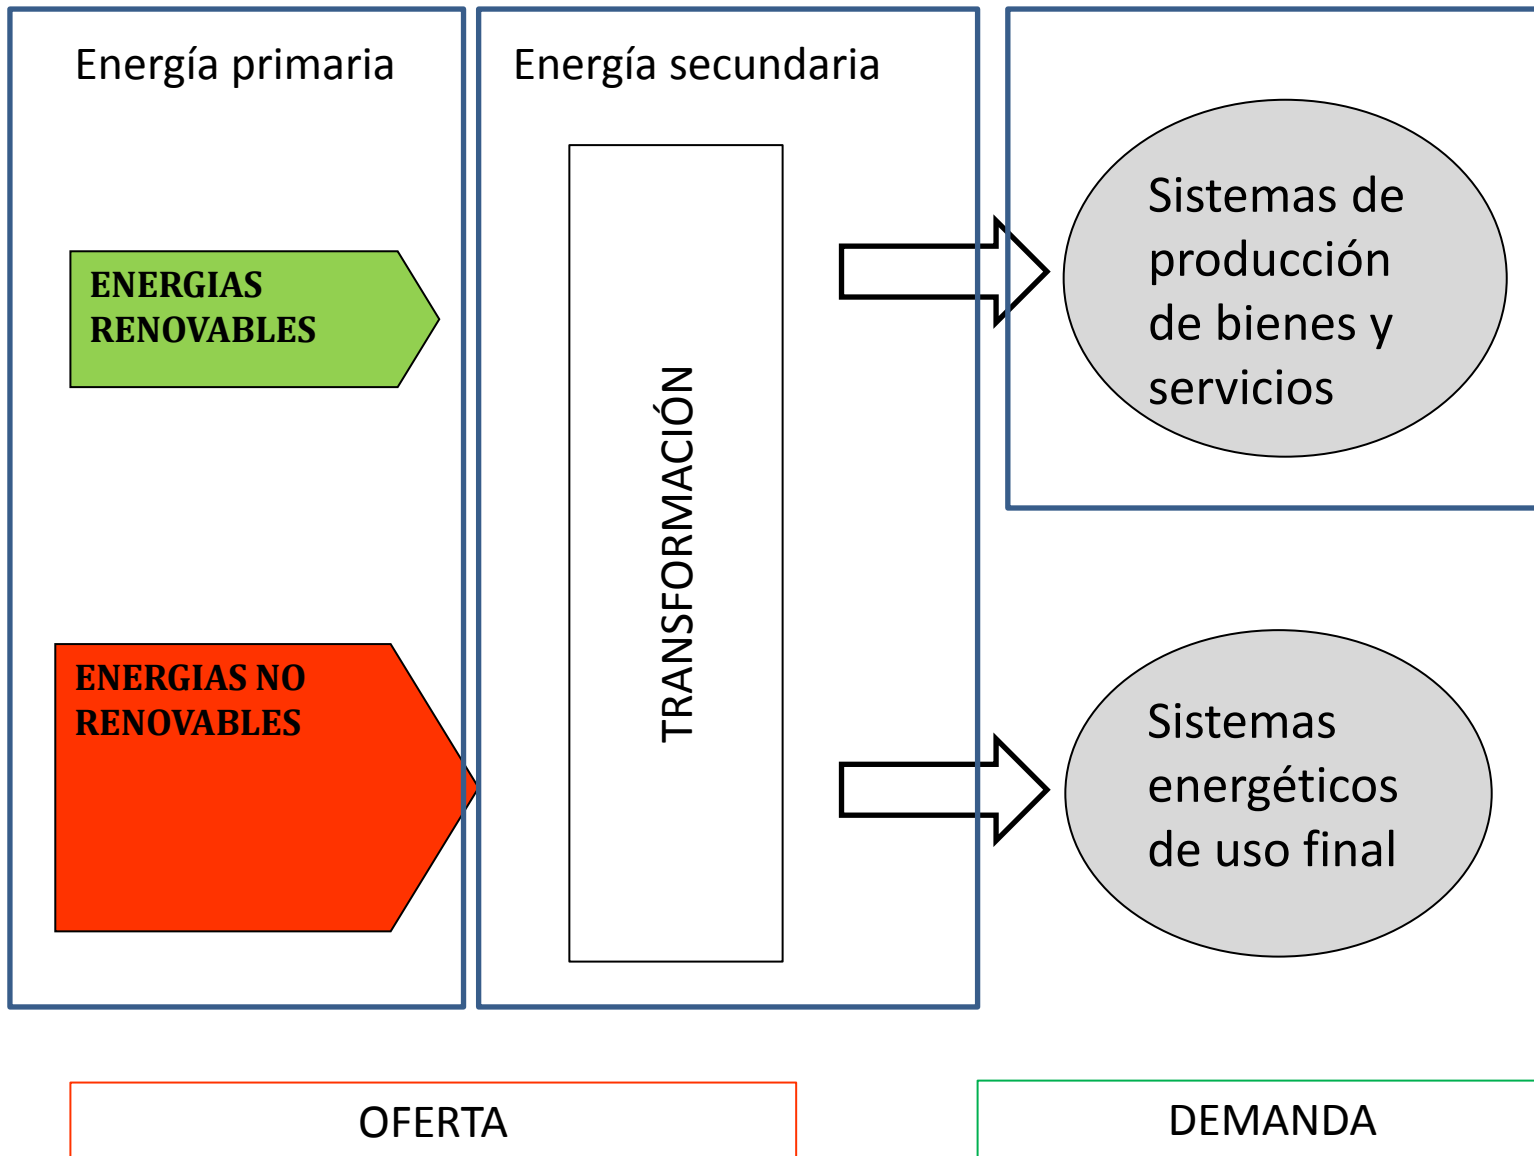 Energía primaria
Energía secundaria
ENERGIAS
RENOVABLES
ENERGIAS NO
RENOVABLES
TRANSFORMACIÓN
Sistemas de
producción
de bienes y
servicios
Sistemas
energéticos
de uso final
OFERTA
DEMANDA